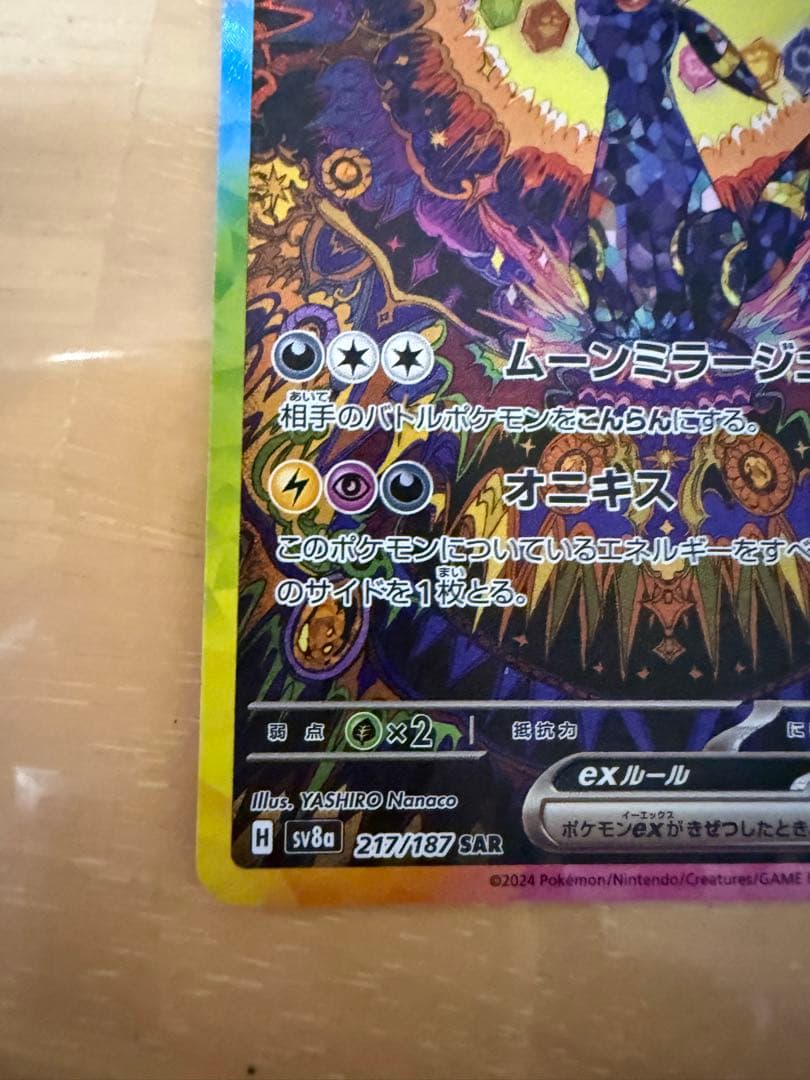 ムーンミラージュ
あいて
相手のバトルポケモンをこんらんにする。
オニキス
このポケモンについているエネルギーをすべ
まい
のサイドを1枚とる。
弱点 ×2 抵抗力 に
exルール
Illus. YASHIRO Nanaco
イーエックス
ポケモンexがきぜつしたとき
H sv8a 217/187 SAR
©2024 Pokémon/Nintendo/Creatures/GAME